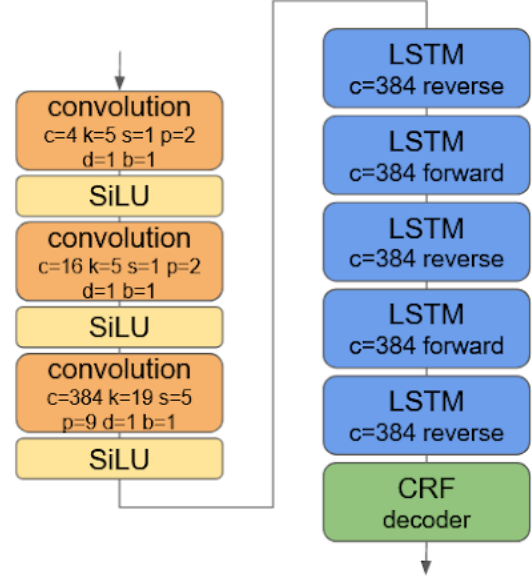 convolution
c=4 k=5 s=1 p=2
d=1 b=1
SiLU
convolution
c=16 k=5 s=1 p=2
d=1 b=1
SiLU
convolution
c=384 k=19 s=5
p=9 d=1 b=1
SiLU
LSTM
c=384 reverse
LSTM
c=384 forward
LSTM
c=384 reverse
LSTM
c=384 forward
LSTM
c=384 reverse
CRF
decoder